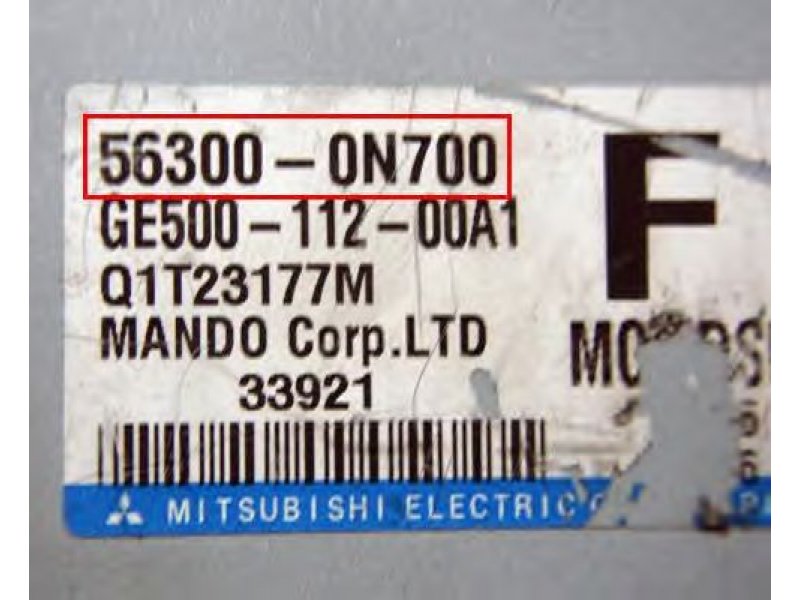 56300-0N700
GE500-112-00A1
Q1T23177M
MANDO Corp.LTD
33921
F
MITSUBISHI ELECTRIC